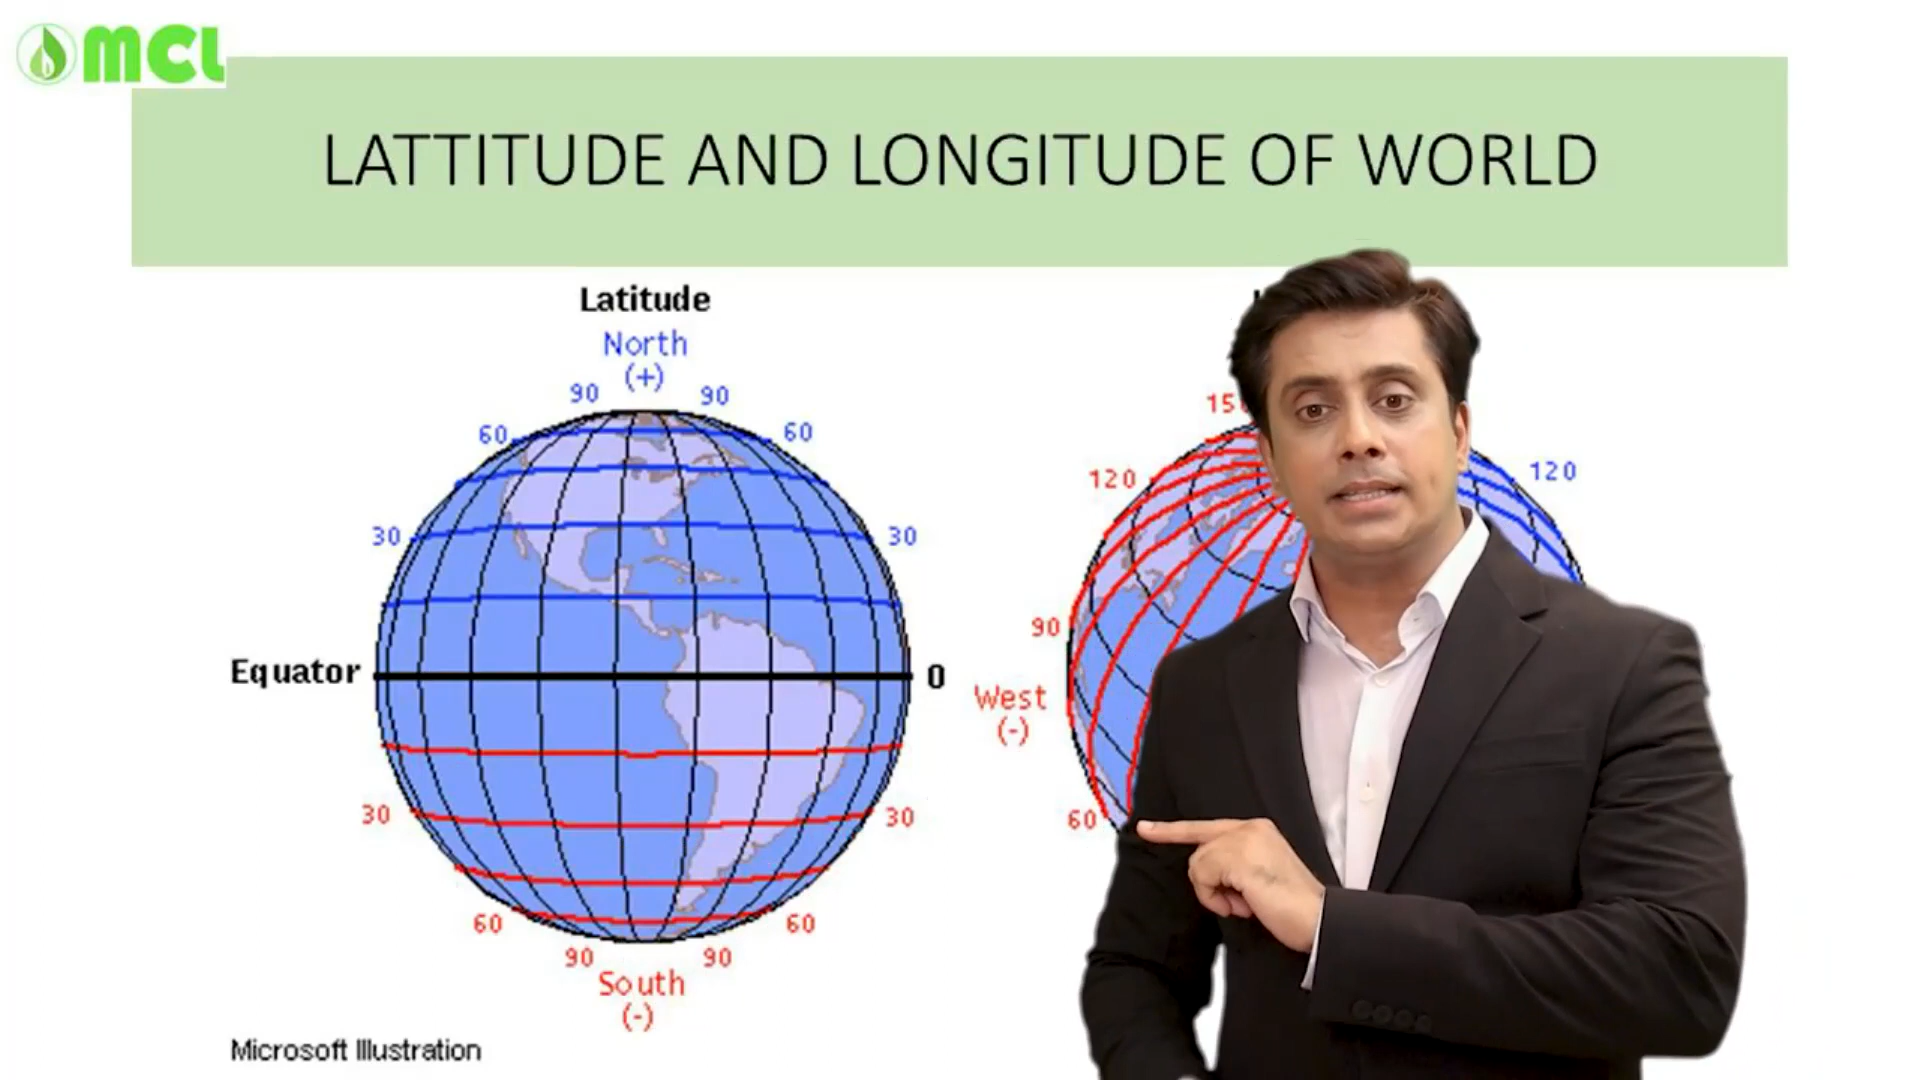 MCL
LATTITUDE AND LONGITUDE OF WORLD
Latitude
North
(+)
90 90
60 60
30 30
Equator 0
30 30
60 60
90 90
South
(-)
120 120
90
West
(-)
60
Microsoft Illustration